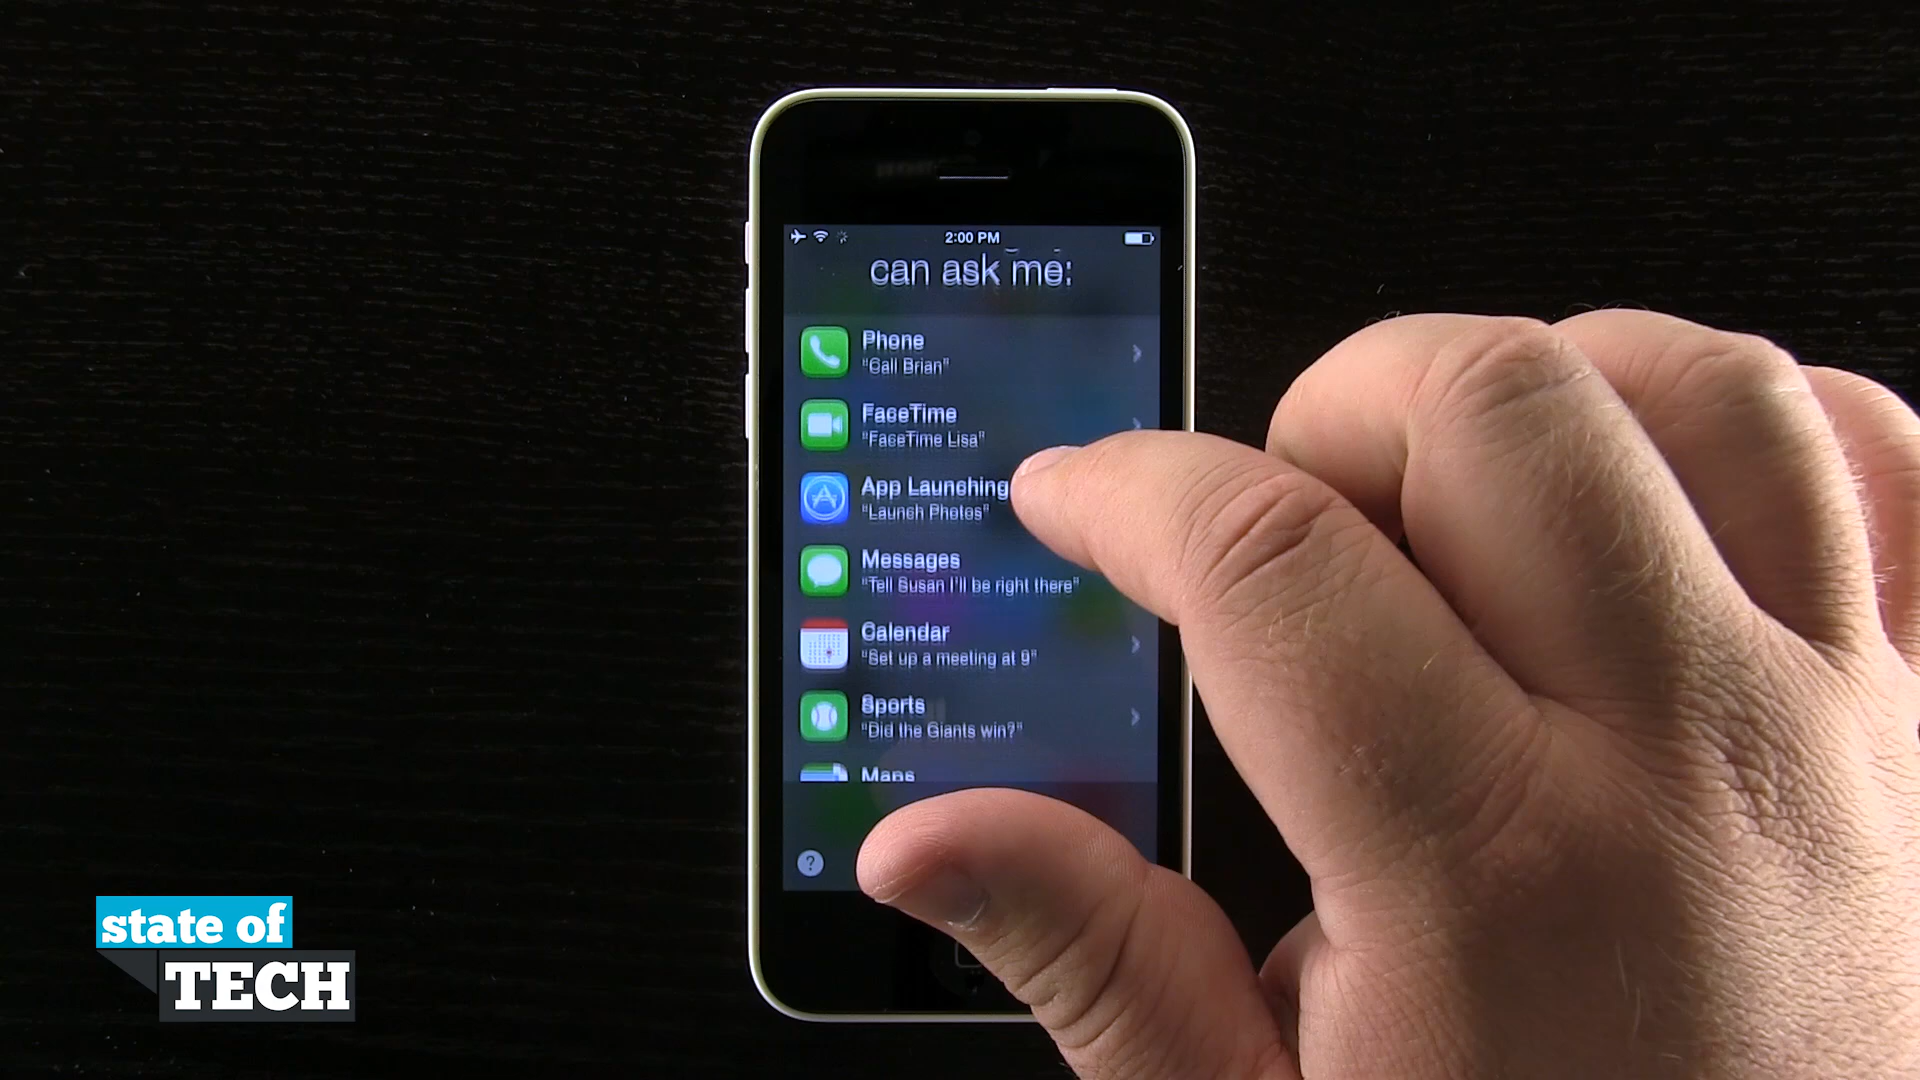 2:00 PM
can ask me:
Phone
"Call Brian"
FaceTime
"FaceTime Lisa"
App Launching
"Launch Photos"
Messages
"Tell Susan I'll be right there"
Calendar
"Set up a meeting at 9"
Sports
"Did the Giants win?"
Maps
?
state of
TECH